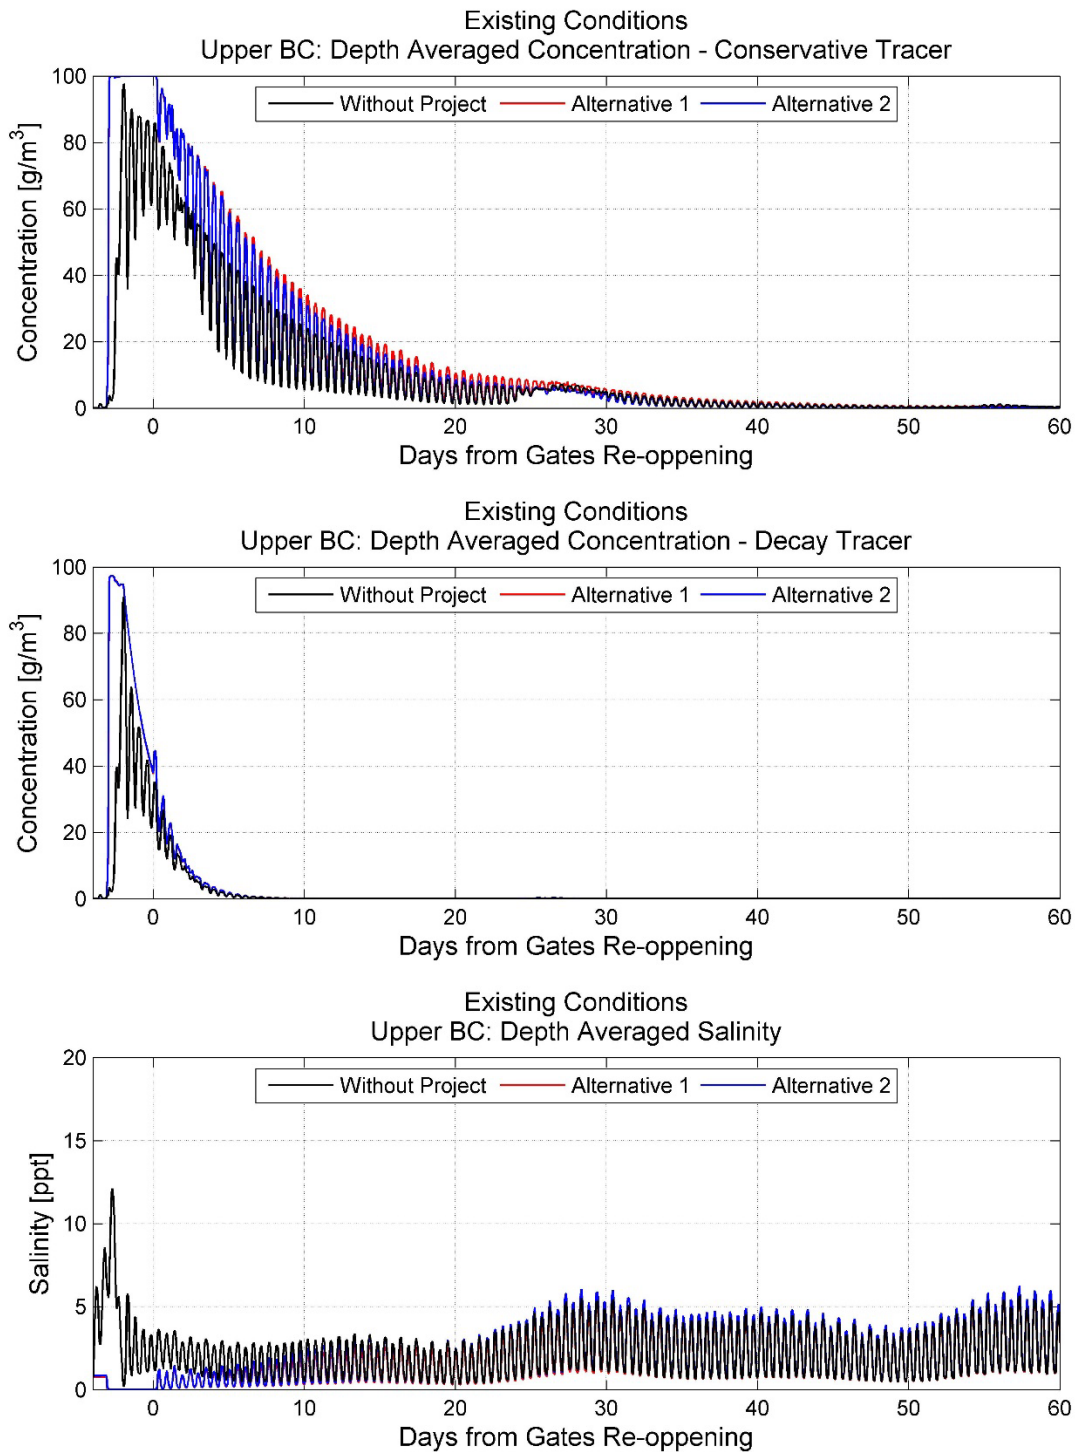 Existing Conditions
Upper BC: Depth Averaged Concentration - Conservative Tracer
100
80
60
40
20
0
Concentration [g/m³]
Without Project Alternative 1 Alternative 2
0 10 20 30 40 50 60
Days from Gates Re-oppening
Existing Conditions
Upper BC: Depth Averaged Concentration - Decay Tracer
100
80
60
40
20
0
Concentration [g/m³]
Without Project Alternative 1 Alternative 2
0 10 20 30 40 50 60
Days from Gates Re-oppening
Existing Conditions
Upper BC: Depth Averaged Salinity
20
15
10
5
0
Salinity [ppt]
Without Project Alternative 1 Alternative 2
0 10 20 30 40 50 60
Days from Gates Re-oppening